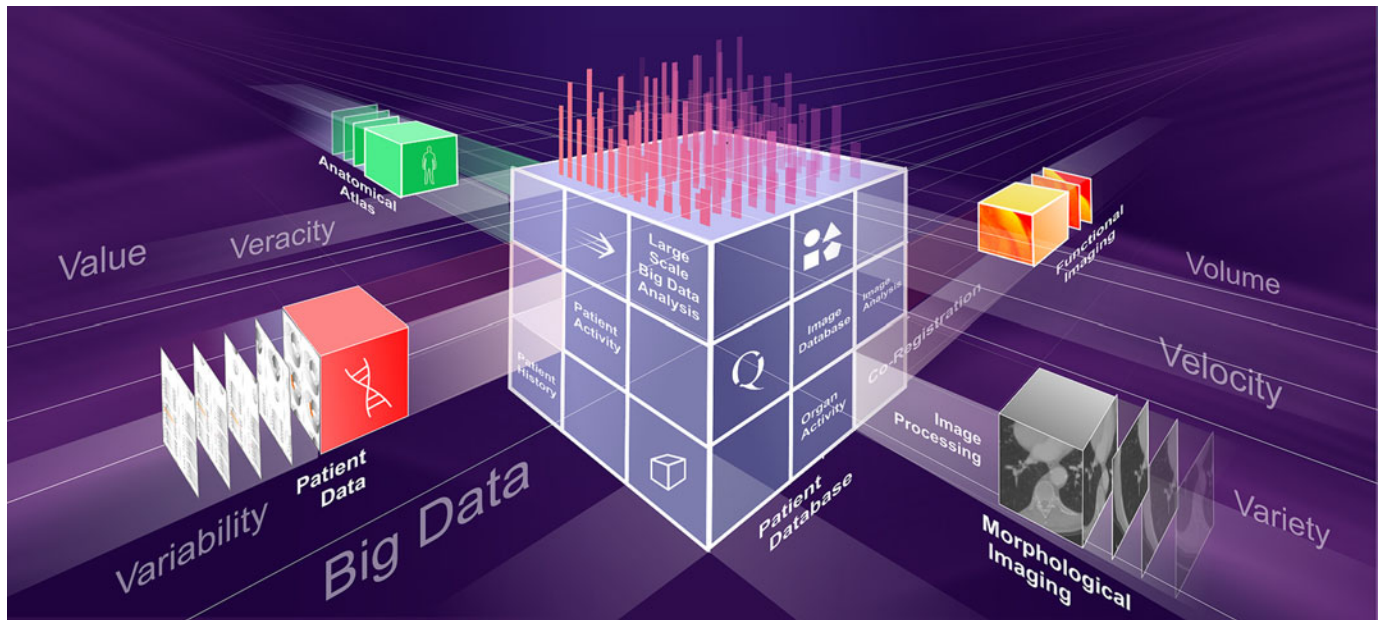 Anatomical
Atlas
Value
Veracity
Patient
Data
Variability
Big Data
Large
Scale
Big Data
Analysis
Patient
Activity
Patient
History
Q
Image
Database
Image
Analysis
Organ
Activity
Patient
Database
Co-Registration
Functional
Imaging
Volume
Velocity
Image
Processing
Variety
Morphological
Imaging